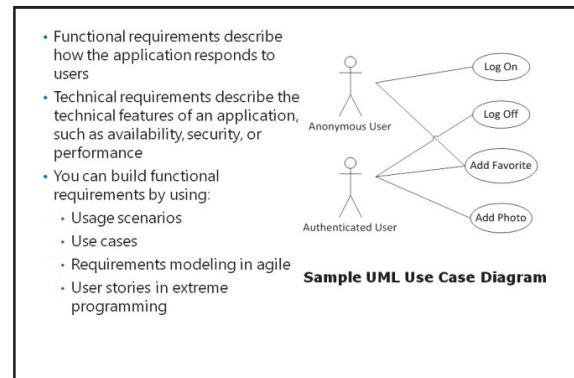 • Functional requirements describe
how the application responds to
users
• Technical requirements describe the
technical features of an application,
such as availability, security, or
performance
• You can build functional
requirements by using:
• Usage scenarios
• Use cases
• Requirements modeling in agile
• User stories in extreme
programming
Anonymous User
Authenticated User
Log On
Log Off
Add Favorite
Add Photo
Sample UML Use Case Diagram